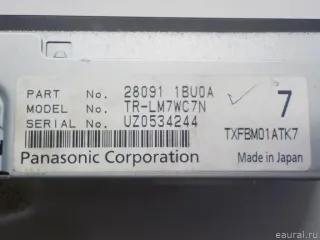 PART No. 28091 1BU0A
MODEL No. TR-LM7WC7N
SERIAL No. UZ0534244
7
TXFBM01ATK7
Panasonic Corporation
Made in Japan
eaural.ru